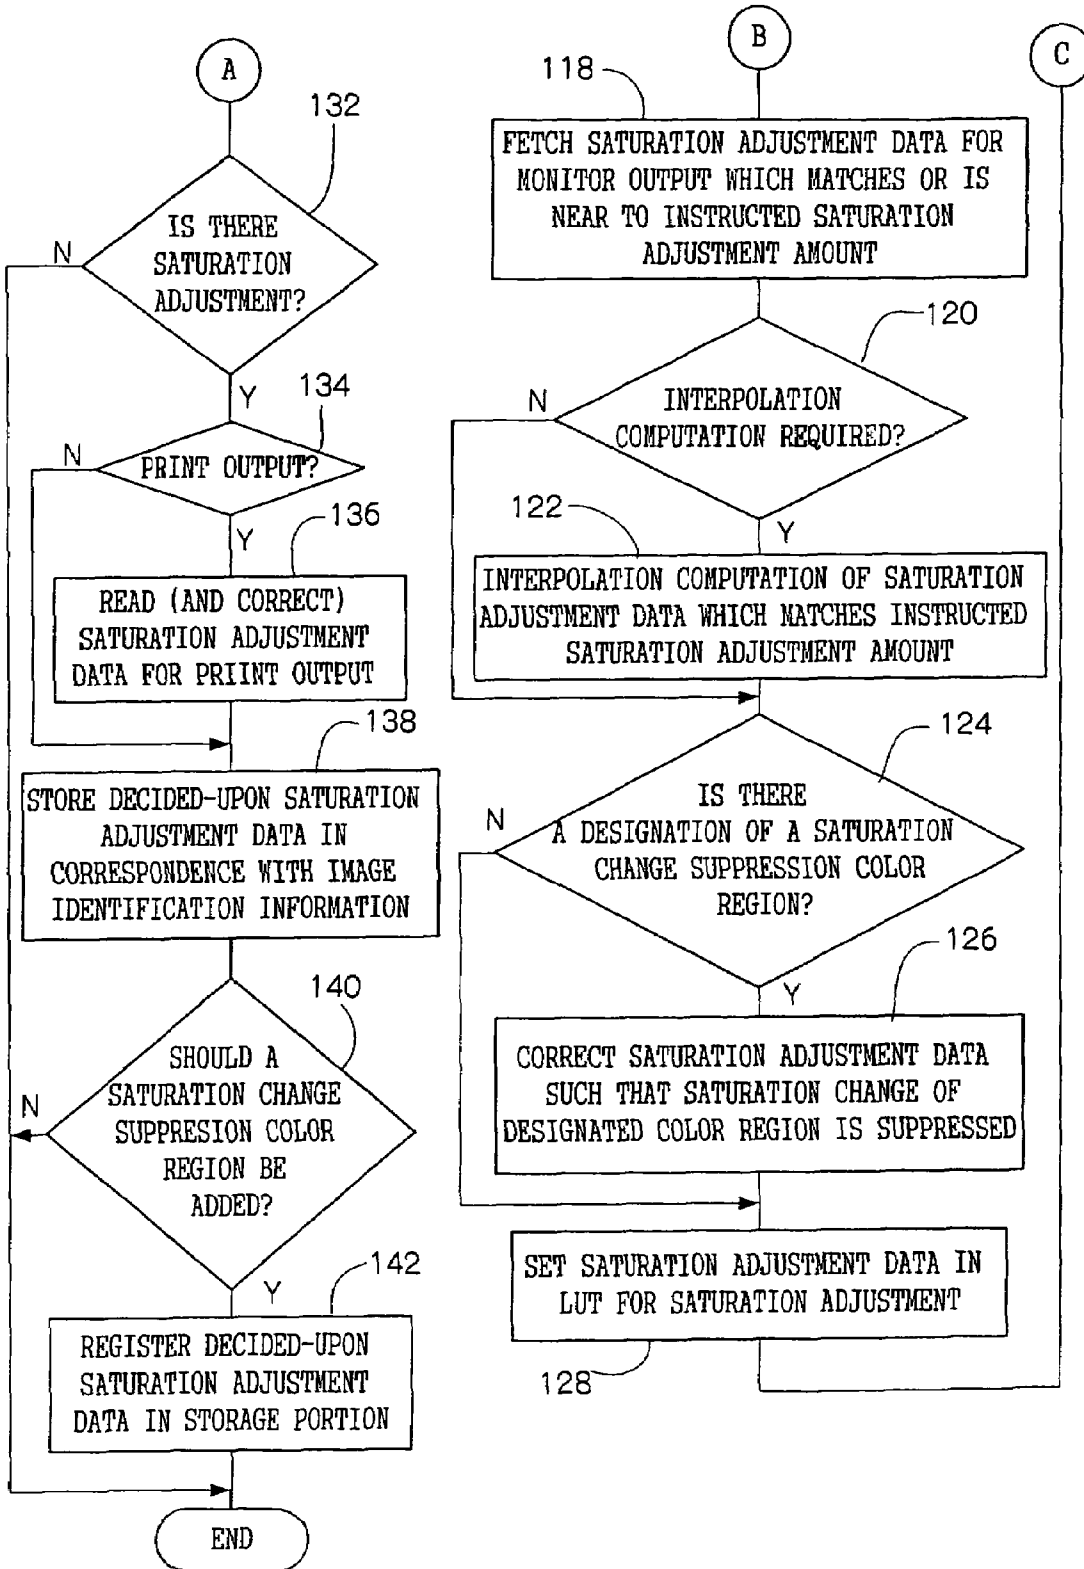 A
132
IS THERE
SATURATION
ADJUSTMENT?
N
Y
134
PRINT OUTPUT?
N
Y
136
READ (AND CORRECT)
SATURATION ADJUSTMENT
DATA FOR PRIINT OUTPUT
138
STORE DECIDED-UPON SATURATION
ADJUSTMENT DATA IN
CORRESPONDENCE WITH IMAGE
IDENTIFICATION INFORMATION
140
SHOULD A
SATURATION CHANGE
SUPPRESION COLOR
REGION BE
ADDED?
N
Y
142
REGISTER DECIDED-UPON
SATURATION ADJUSTMENT
DATA IN STORAGE PORTION
END
B
118
FETCH SATURATION ADJUSTMENT DATA FOR
MONITOR OUTPUT WHICH MATCHES OR IS
NEAR TO INSTRUCTED SATURATION
ADJUSTMENT AMOUNT
120
INTERPOLATION
COMPUTATION REQUIRED?
N
Y
122
INTERPOLATION COMPUTATION OF SATURATION
ADJUSTMENT DATA WHICH MATCHES INSTRUCTED
SATURATION ADJUSTMENT AMOUNT
124
IS THERE
A DESIGNATION OF A SATURATION
CHANGE SUPPRESSION COLOR
REGION?
N
Y
126
CORRECT SATURATION ADJUSTMENT DATA
SUCH THAT SATURATION CHANGE OF
DESIGNATED COLOR REGION IS SUPPRESSED
SET SATURATION ADJUSTMENT DATA IN
LUT FOR SATURATION ADJUSTMENT
128
C